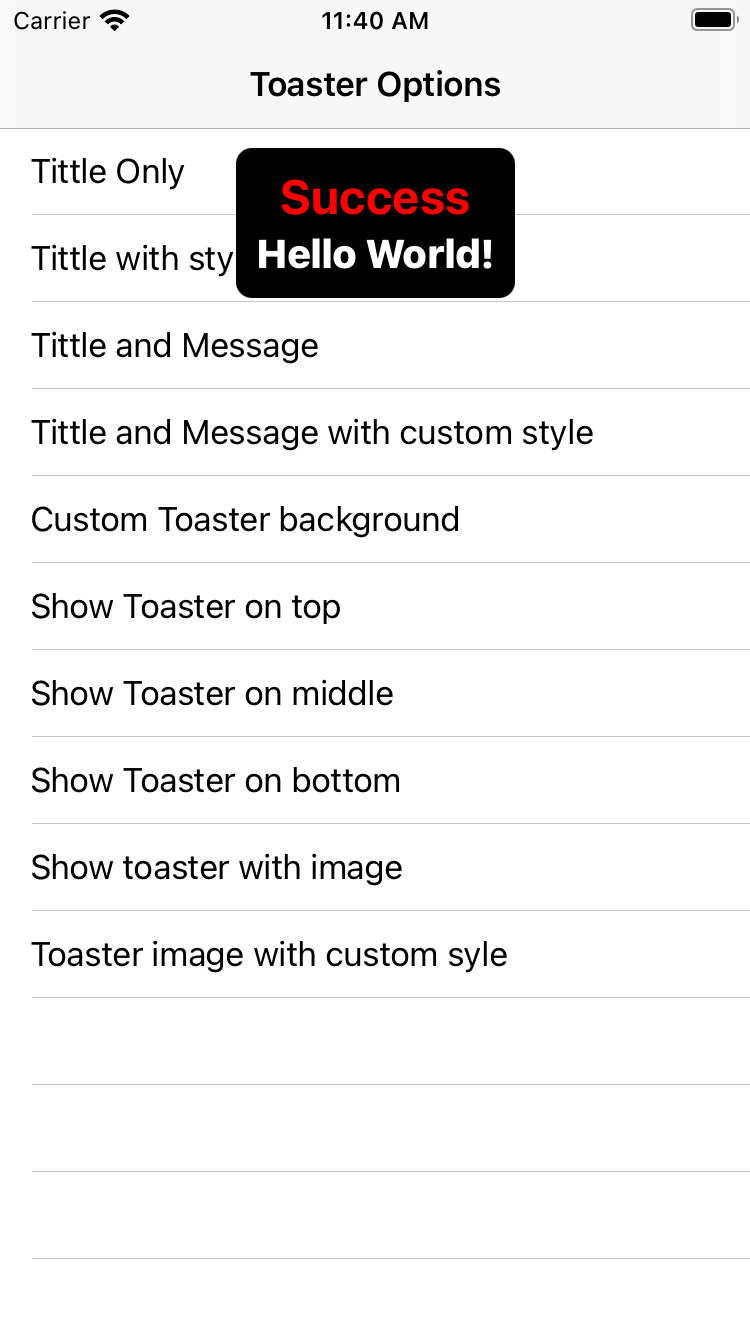 Carrier 11:40 AM
Toaster Options
Tittle Only
Success
Tittle with sty
Hello World!
Tittle and Message
Tittle and Message with custom style
Custom Toaster background
Show Toaster on top
Show Toaster on middle
Show Toaster on bottom
Show toaster with image
Toaster image with custom syle